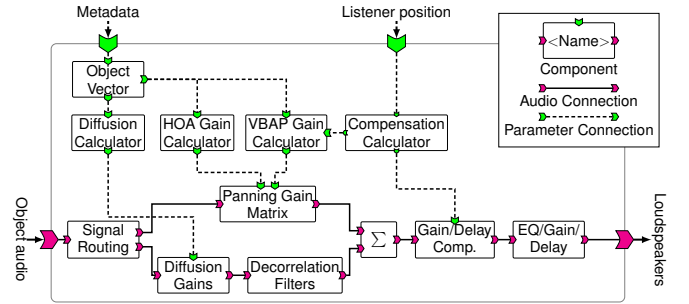 Metadata
Listener position
<Name>
Component
Audio Connection
Parameter Connection
Object
Vector
Diffusion
Calculator
HOA Gain
Calculator
VBAP Gain
Calculator
Compensation
Calculator
Object audio
Loudspeakers
Panning Gain
Matrix
Signal
Routing
Σ
Gain/Delay
Comp.
EQ/Gain/
Delay
Diffusion
Gains
Decorrelation
Filters